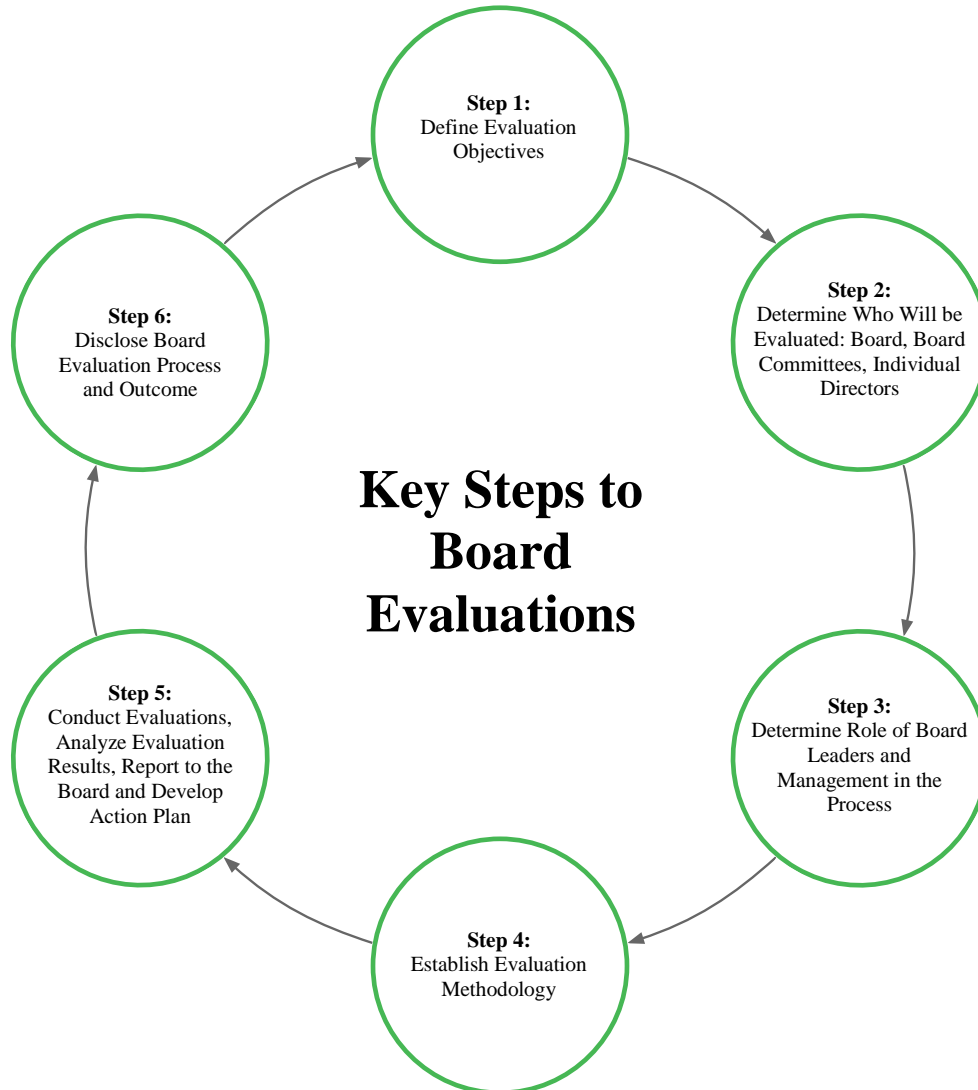 Step 1:
Define Evaluation
Objectives
Step 2:
Determine Who Will be
Evaluated: Board, Board
Committees, Individual
Directors
Step 3:
Determine Role of Board
Leaders and
Management in the
Process
Step 4:
Establish Evaluation
Methodology
Step 5:
Conduct Evaluations,
Analyze Evaluation
Results, Report to the
Board and Develop
Action Plan
Step 6:
Disclose Board
Evaluation Process
and Outcome
Key Steps to
Board
Evaluations